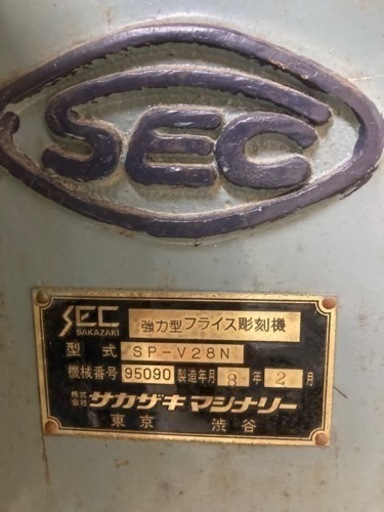 SEC
SEC
SAKAZAKI
強力型フライス彫刻機
型式 SP-V28N
機械番号 95090 製造年月 8年2月
株式会社 サカザキマシナリー
東京 渋谷